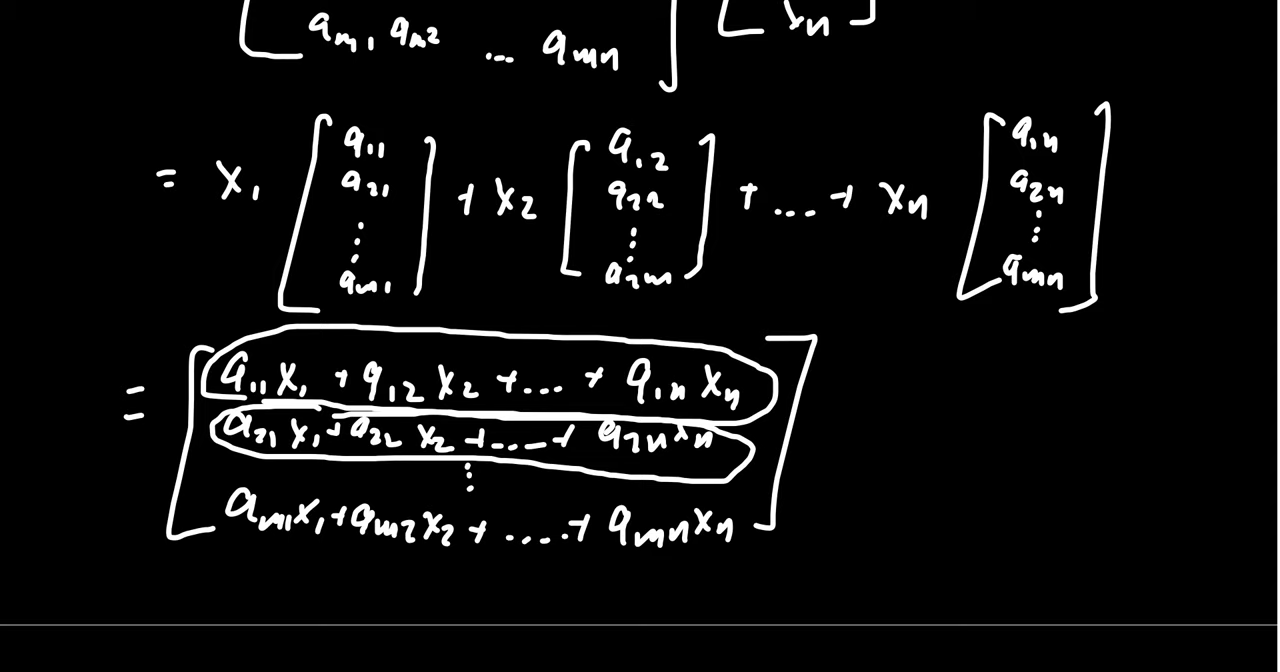 a_m1 a_m2 ... a_mn ] [ x_n ]
= x_1 [ a_11 a_21 ⋮ a_m1 ] + x_2 [ a_12 a_22 ⋮ a_2m ] + .... + x_n [ a_1n a_2n ⋮ a_mn ]
= [ a_11 x_1 + a_12 x_2 + ... + a_1n x_n
a_21 x_1 + a_22 x_2 + .... + a_2n x_n
⋮
a_m1 x_1 + a_m2 x_2 + ..... + a_mn x_n ]